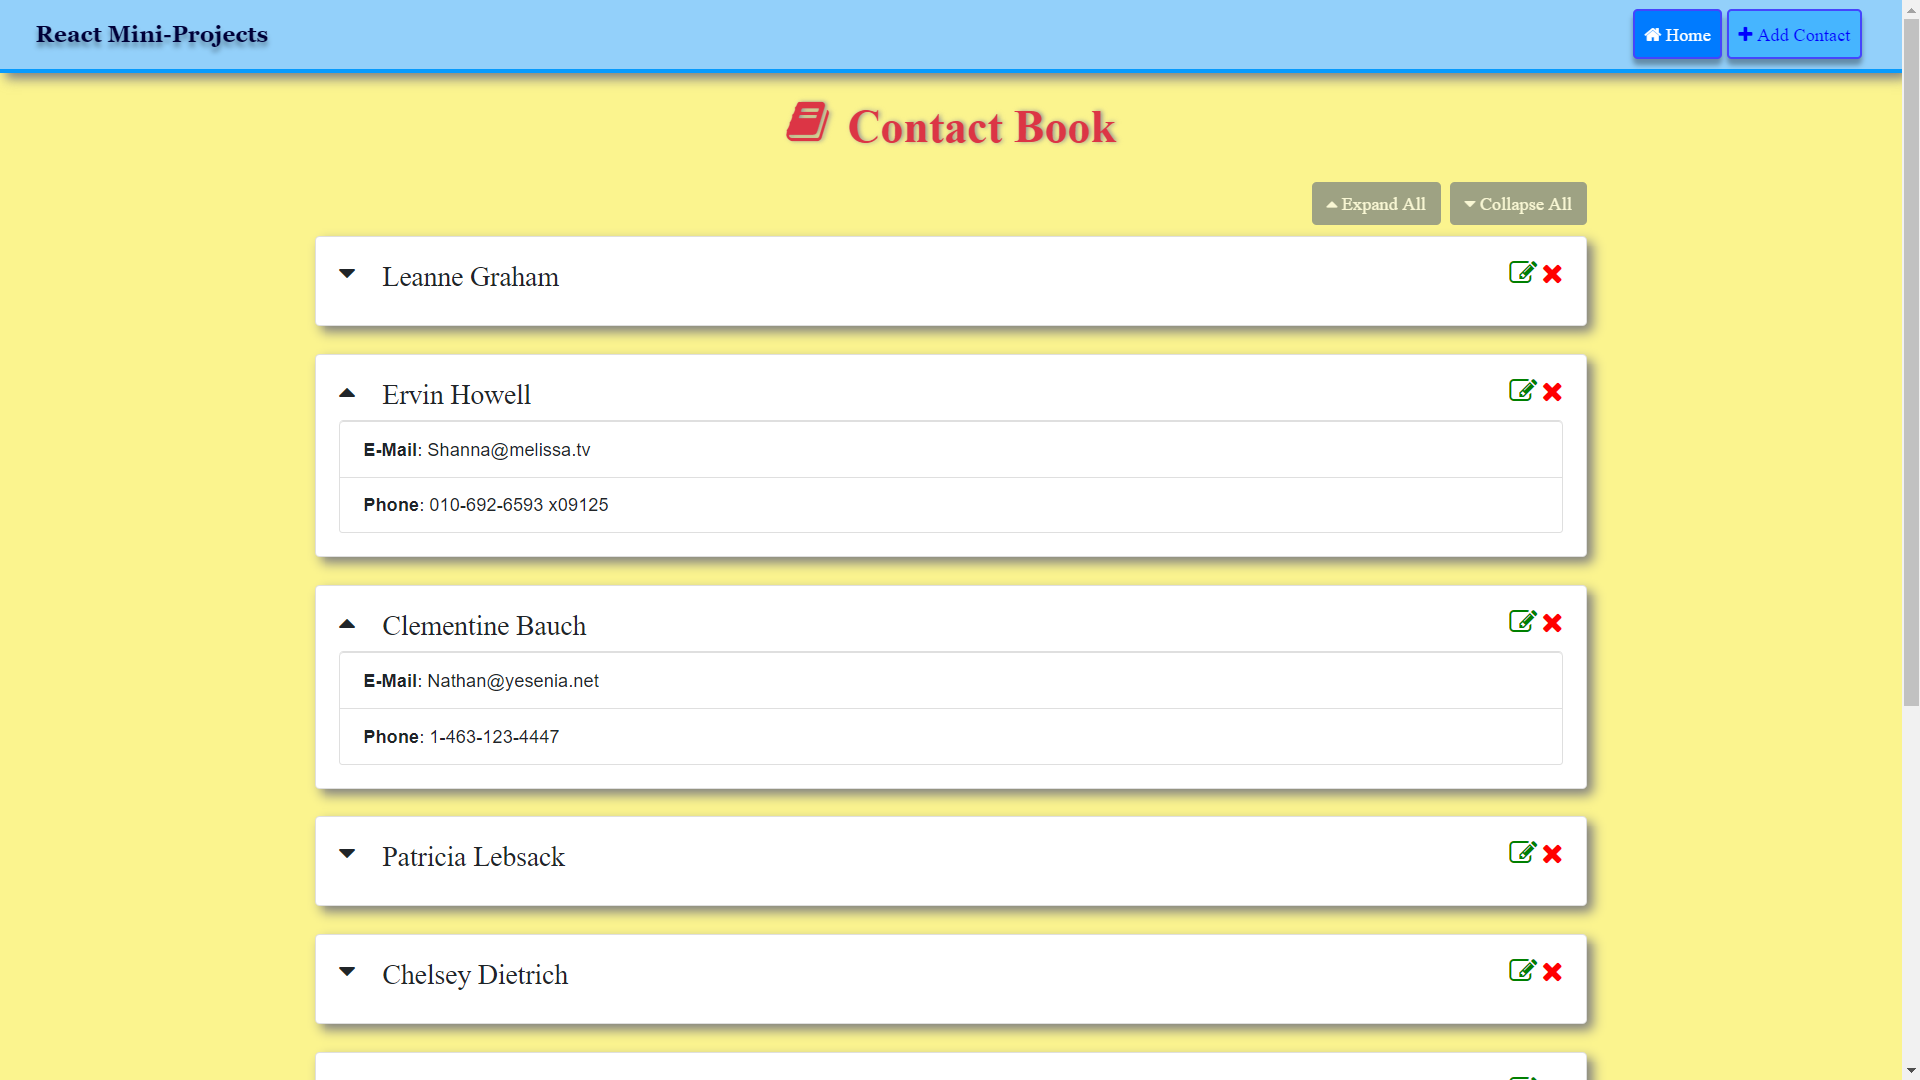 React Mini-Projects
Home
Add Contact
Contact Book
Expand All
Collapse All
Leanne Graham
Ervin Howell
E-Mail: Shanna@melissa.tv
Phone: 010-692-6593 x09125
Clementine Bauch
E-Mail: Nathan@yesenia.net
Phone: 1-463-123-4447
Patricia Lebsack
Chelsey Dietrich